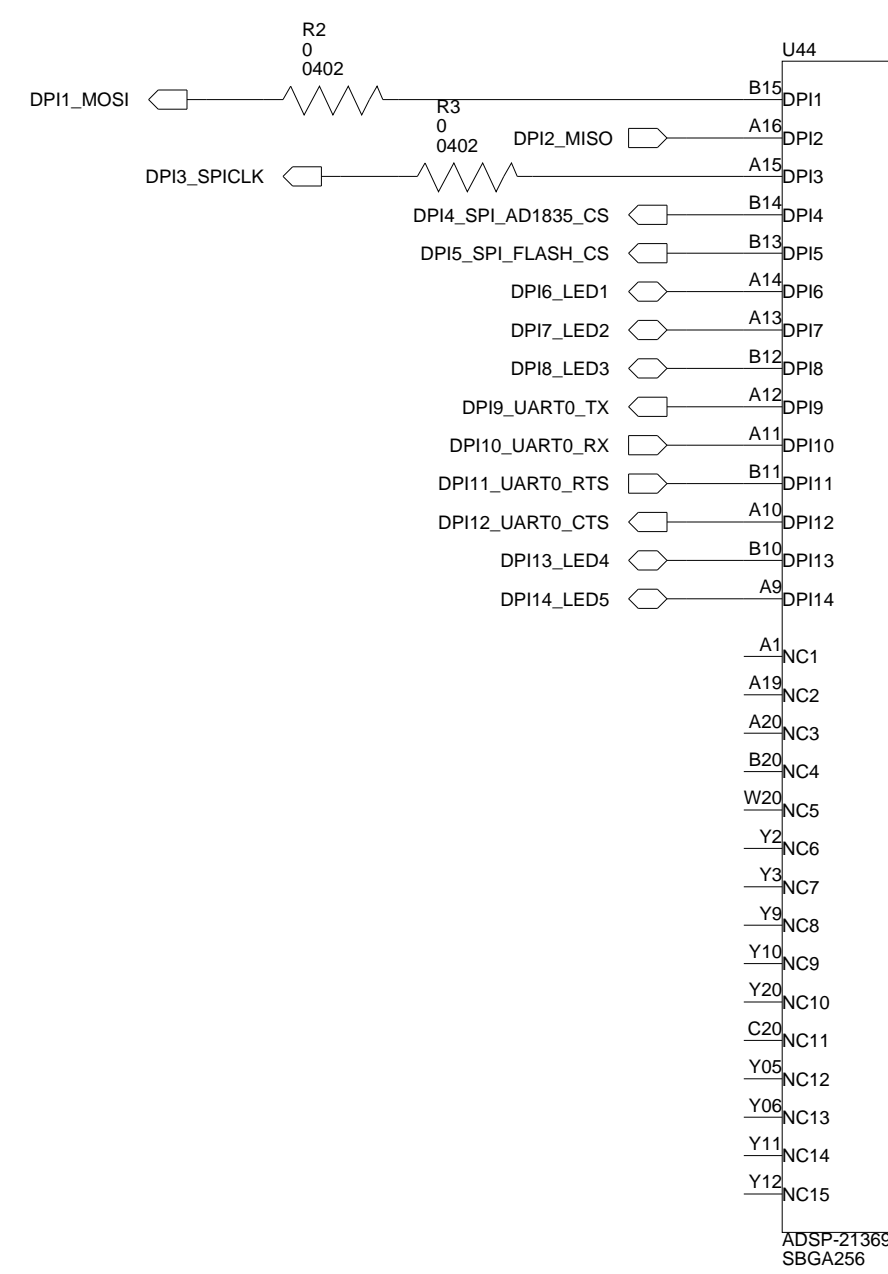 R2
0
0402
U44
DPI1_MOSI B15 DPI1
R3
0
0402
DPI2_MISO A16 DPI2
DPI3_SPICLK A15 DPI3
DPI4_SPI_AD1835_CS B14 DPI4
DPI5_SPI_FLASH_CS B13 DPI5
DPI6_LED1 A14 DPI6
DPI7_LED2 A13 DPI7
DPI8_LED3 B12 DPI8
DPI9_UART0_TX A12 DPI9
DPI10_UART0_RX A11 DPI10
DPI11_UART0_RTS B11 DPI11
DPI12_UART0_CTS A10 DPI12
DPI13_LED4 B10 DPI13
DPI14_LED5 A9 DPI14
A1 NC1
A19 NC2
A20 NC3
B20 NC4
W20 NC5
Y2 NC6
Y3 NC7
Y9 NC8
Y10 NC9
Y20 NC10
C20 NC11
Y05 NC12
Y06 NC13
Y11 NC14
Y12 NC15
ADSP-21369
SBGA256